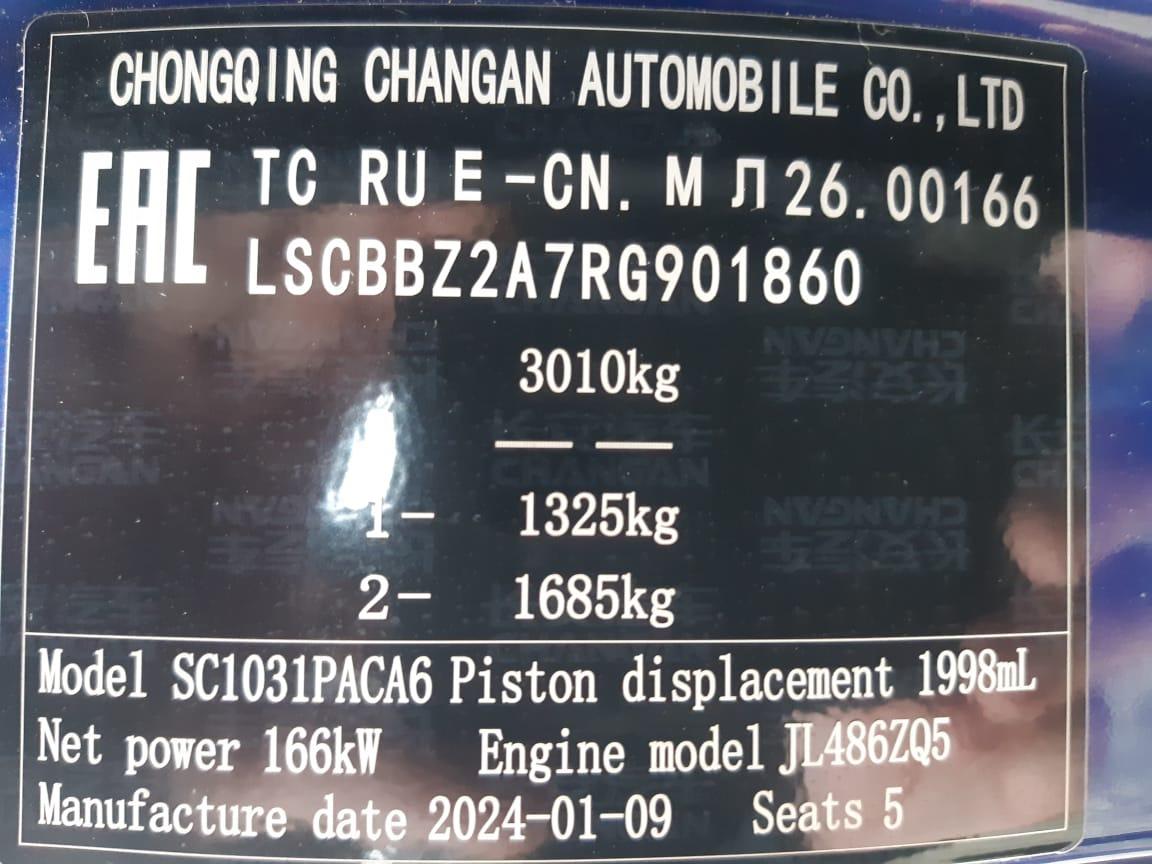 CHONGQING CHANGAN AUTOMOBILE CO.,LTD
EAC TC RU E-CN. М Л26.00166
LSCBBZ2A7RG901860
3010kg
— —
1- 1325kg
2- 1685kg
Model SC1031PACA6 Piston displacement 1998mL
Net power 166kW Engine model JL486ZQ5
Manufacture date 2024-01-09 Seats 5